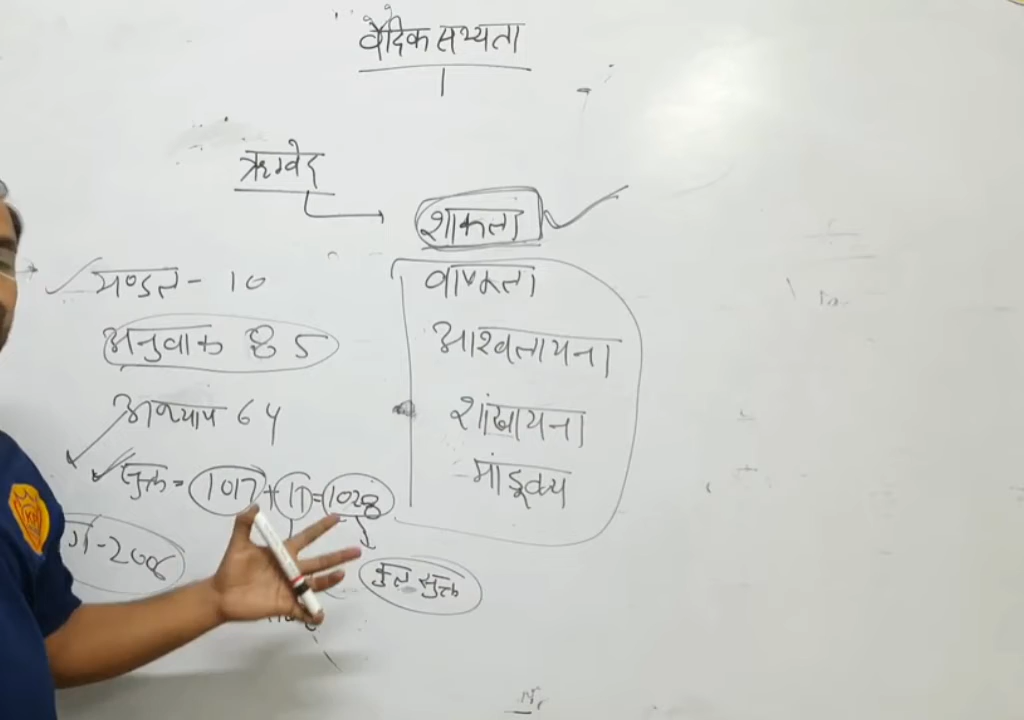 वैदिक सभ्यता
ऋग्वेद
शाकल
मण्डल - 10
अनुवाक 85
अध्याय 64
सुक्त = 1017 + 11 = 1028
कुल सुक्त
वाष्कल
आश्वलायन
शांखायन
मांडूक्य